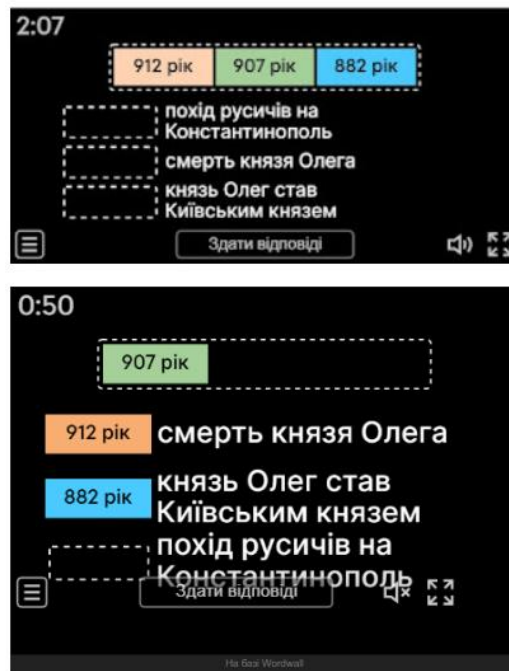 2:07
912 рік 907 рік 882 рік
похід русичів на
Константинополь
смерть князя Олега
князь Олег став
Київським князем
Здати відповіді
0:50
907 рік
912 рік смерть князя Олега
882 рік князь Олег став
Київським князем
похід русичів на
Константинополь
Здати відповіді
На базі Wordwall